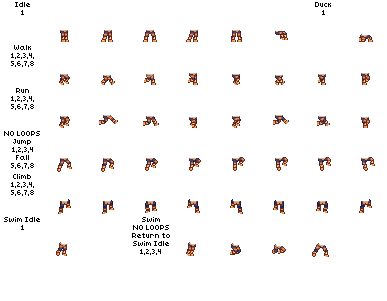 Idle
1
Duck
1
Walk
1,2,3,4,
5,6,7,8
Run
1,2,3,4,
5,6,7,8
NO LOOPS
Jump
1,2,3,4
Fall
5,6,7,8
Climb
1,2,3,4,
5,6,7,8
Swim Idle
1
Swim
NO LOOPS
Return to
Swim Idle
1,2,3,4